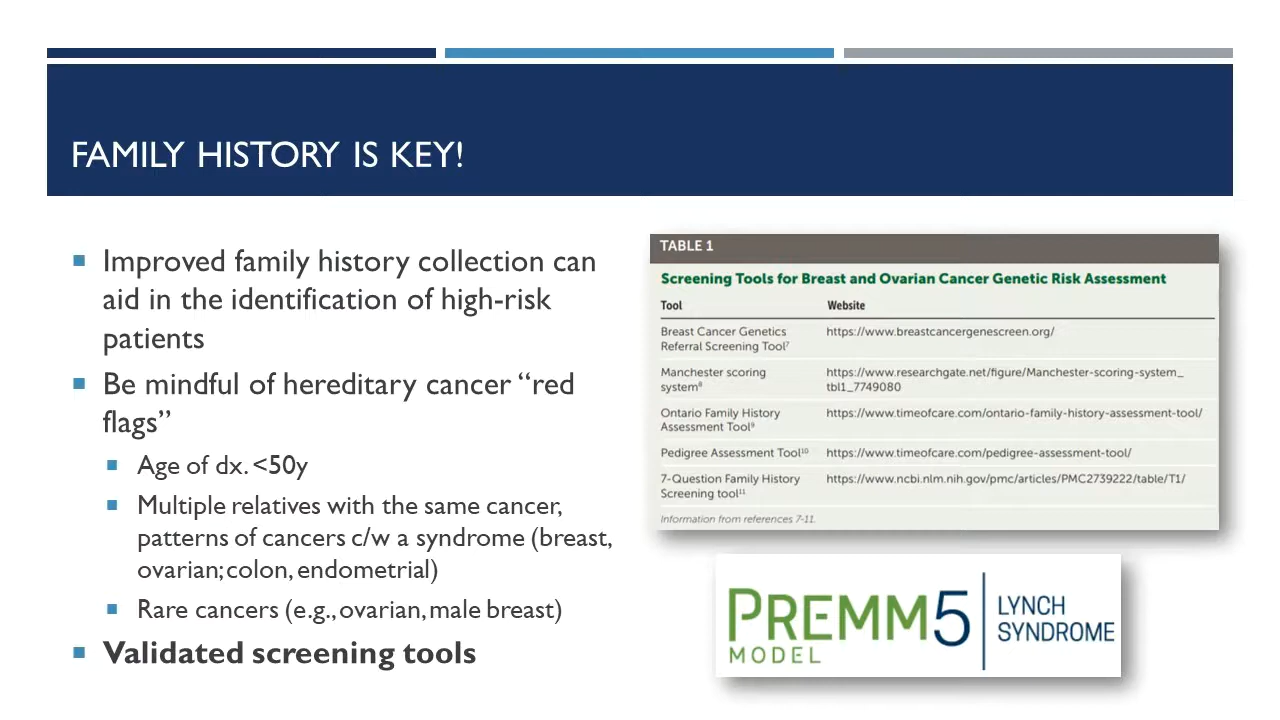 FAMILY HISTORY IS KEY!
Improved family history collection can
aid in the identification of high-risk
patients
Be mindful of hereditary cancer “red
flags”
Age of dx. <50y
Multiple relatives with the same cancer,
patterns of cancers c/w a syndrome (breast,
ovarian; colon, endometrial)
Rare cancers (e.g., ovarian, male breast)
Validated screening tools
TABLE 1
Screening Tools for Breast and Ovarian Cancer Genetic Risk Assessment
Tool Website
Breast Cancer Genetics https://www.breastcancergenescreen.org/
Referral Screening Tool⁷
Manchester scoring https://www.researchgate.net/figure/Manchester-scoring-system_
system⁸ tbl1_7749080
Ontario Family History https://www.timeofcare.com/ontario-family-history-assessment-tool/
Assessment Tool⁹
Pedigree Assessment Tool¹⁰ https://www.timeofcare.com/pedigree-assessment-tool/
7-Question Family History https://www.ncbi.nlm.nih.gov/pmc/articles/PMC2739222/table/T1/
Screening tool¹¹
Information from references 7-11.
PREMM5
MODEL
LYNCH
SYNDROME